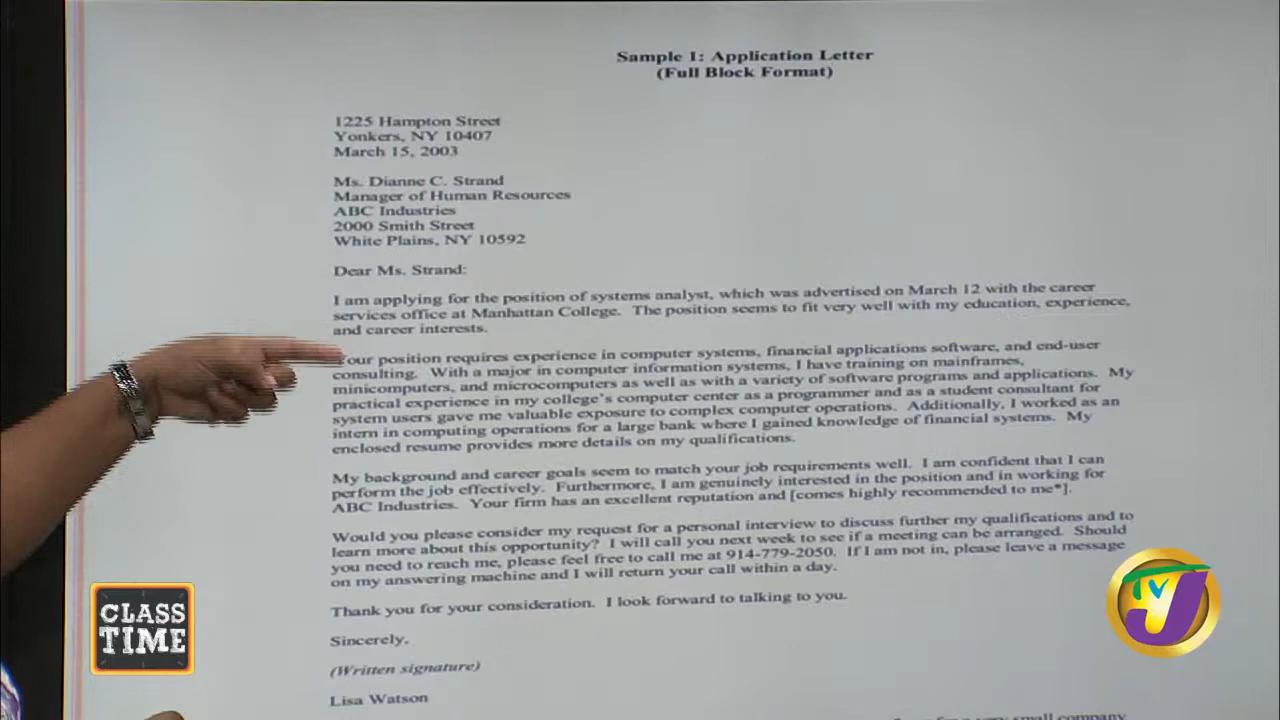 Sample 1: Application Letter
(Full Block Format)
1225 Hampton Street
Yonkers, NY 10407
March 15, 2003
Ms. Dianne C. Strand
Manager of Human Resources
ABC Industries
2000 Smith Street
White Plains, NY 10592
Dear Ms. Strand:
I am applying for the position of systems analyst, which was advertised on March 12 with the career
services office at Manhattan College. The position seems to fit very well with my education, experience,
and career interests.
Your position requires experience in computer systems, financial applications software, and end-user
consulting. With a major in computer information systems, I have training on mainframes,
minicomputers, and microcomputers as well as with a variety of software programs and applications. My
practical experience in my college's computer center as a programmer and as a student consultant for
system users gave me valuable exposure to complex computer operations. Additionally, I worked as an
intern in computing operations for a large bank where I gained knowledge of financial systems. My
enclosed resume provides more details on my qualifications.
My background and career goals seem to match your job requirements well. I am confident that I can
perform the job effectively. Furthermore, I am genuinely interested in the position and in working for
ABC Industries. Your firm has an excellent reputation and [comes highly recommended to me*].
Would you please consider my request for a personal interview to discuss further my qualifications and to
learn more about this opportunity? I will call you next week to see if a meeting can be arranged. Should
you need to reach me, please feel free to call me at 914-779-2050. If I am not in, please leave a message
on my answering machine and I will return your call within a day.
Thank you for your consideration. I look forward to talking to you.
Sincerely,
(Written signature)
Lisa Watson
very small company
CLASS
TIME
TVJ